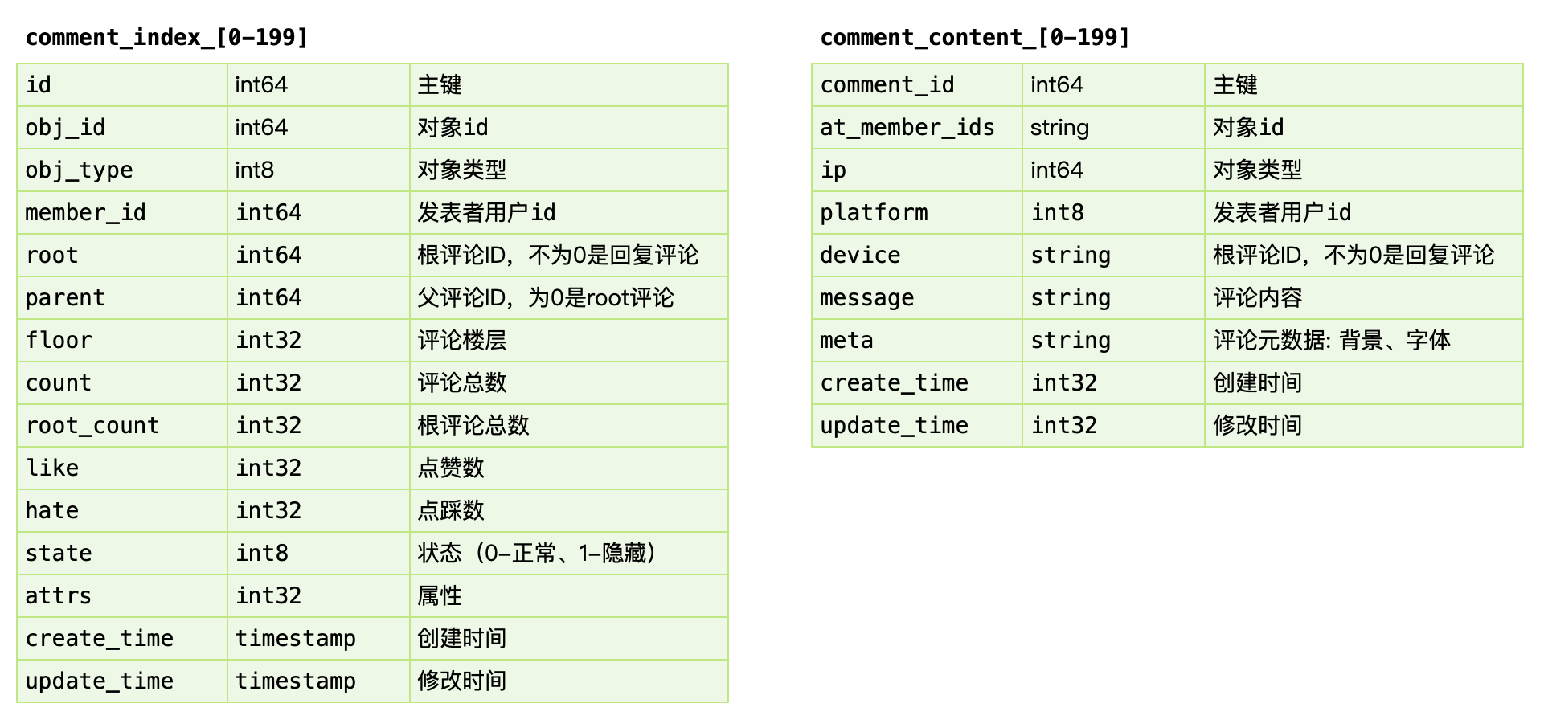 comment_index_[0-199]
id int64 主键
obj_id int64 对象id
obj_type int8 对象类型
member_id int64 发表者用户id
root int64 根评论ID，不为0是回复评论
parent int64 父评论ID，为0是root评论
floor int32 评论楼层
count int32 评论总数
root_count int32 根评论总数
like int32 点赞数
hate int32 点踩数
state int8 状态（0-正常、1-隐藏）
attrs int32 属性
create_time timestamp 创建时间
update_time timestamp 修改时间
comment_content_[0-199]
comment_id int64 主键
at_member_ids string 对象id
ip int64 对象类型
platform int8 发表者用户id
device string 根评论ID，不为0是回复评论
message string 评论内容
meta string 评论元数据: 背景、字体
create_time int32 创建时间
update_time int32 修改时间